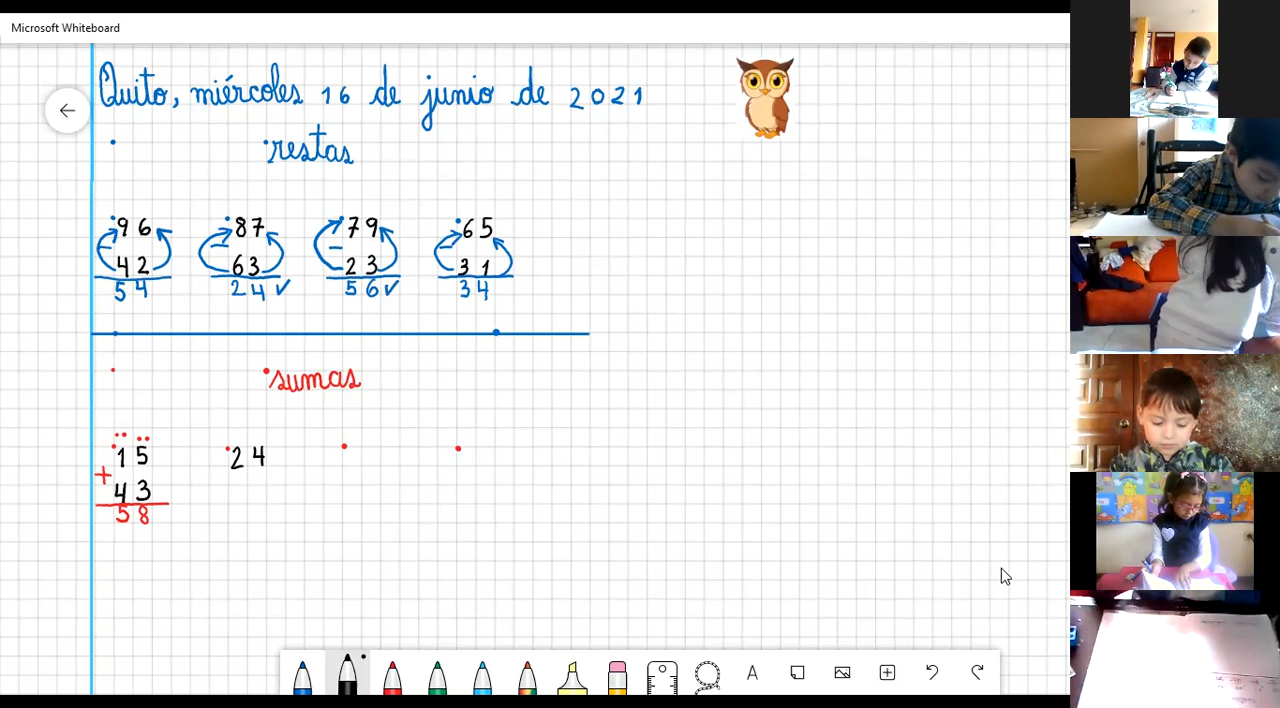 Microsoft Whiteboard
Quito, miércoles 16 de junio de 2021
restas
96 87 79 65
- 42 - 63 - 23 - 31
54 24 ✓ 56 ✓ 34
sumas
15 24
+ 43
58
A